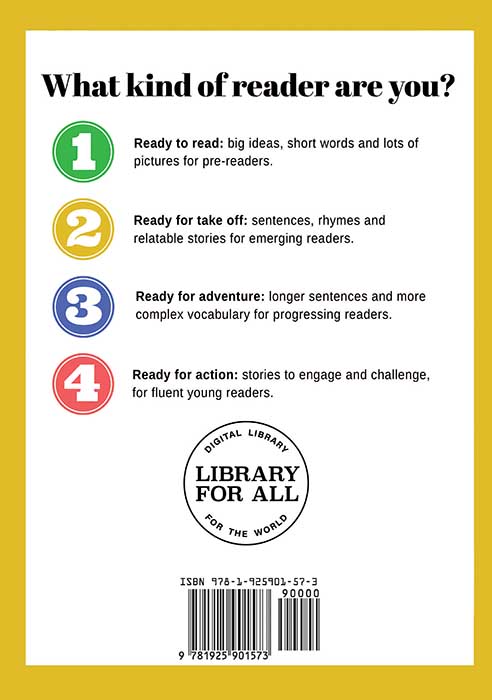 What kind of reader are you?
1
Ready to read: big ideas, short words and lots of
pictures for pre-readers.
2
Ready for take off: sentences, rhymes and
relatable stories for emerging readers.
3
Ready for adventure: longer sentences and more
complex vocabulary for progressing readers.
4
Ready for action: stories to engage and challenge,
for fluent young readers.
DIGITAL LIBRARY
LIBRARY
FOR ALL
FOR THE WORLD
ISBN 978-1-925901-57-3
90000
9 781925 901573